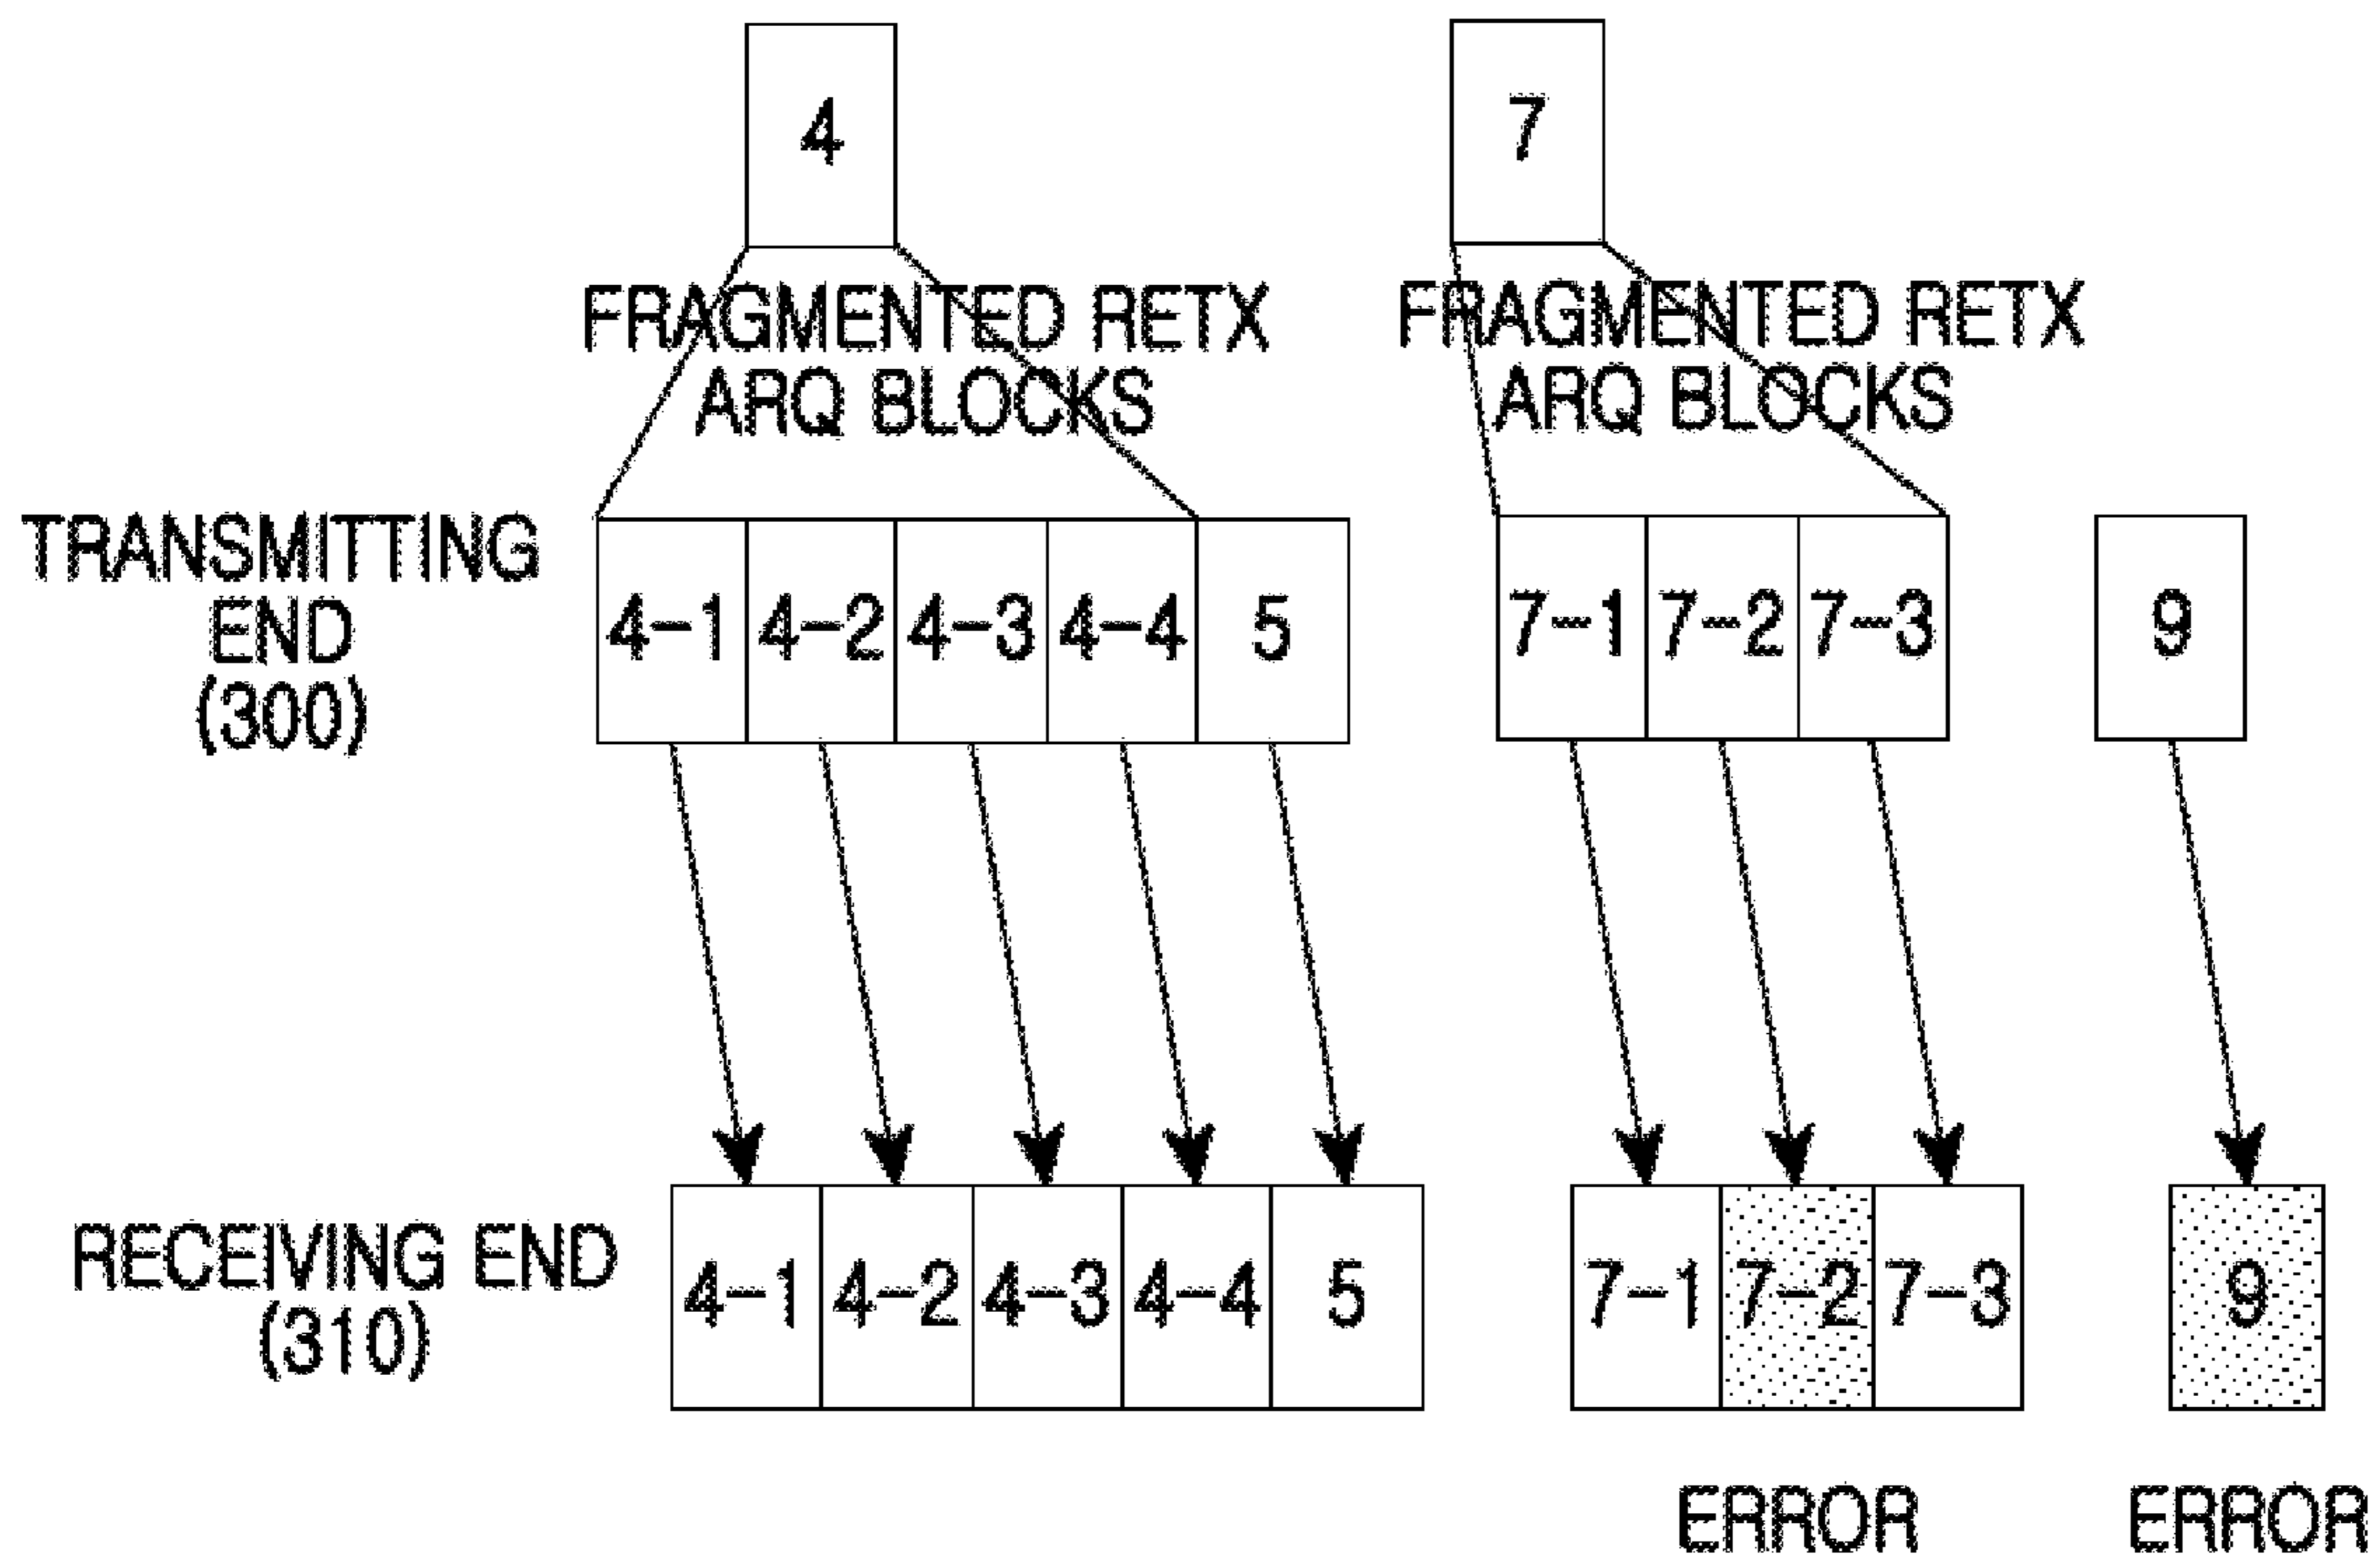 4 7
FRAGMENTED RETX FRAGMENTED RETX
ARQ BLOCKS ARQ BLOCKS
TRANSMITTING
END
(300)
4-1 4-2 4-3 4-4 5 7-1 7-2 7-3 9
RECEIVING END
(310)
4-1 4-2 4-3 4-4 5 7-1 7-2 7-3 9
ERROR ERROR